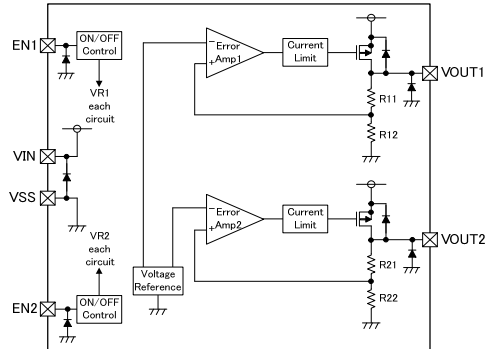 EN1
ON/OFF
Control
VR1
each
circuit
VIN
VSS
VR2
each
circuit
EN2
ON/OFF
Control
Voltage
Reference
− Error
+ Amp1
Current
Limit
R11
R12
VOUT1
− Error
+ Amp2
Current
Limit
R21
R22
VOUT2